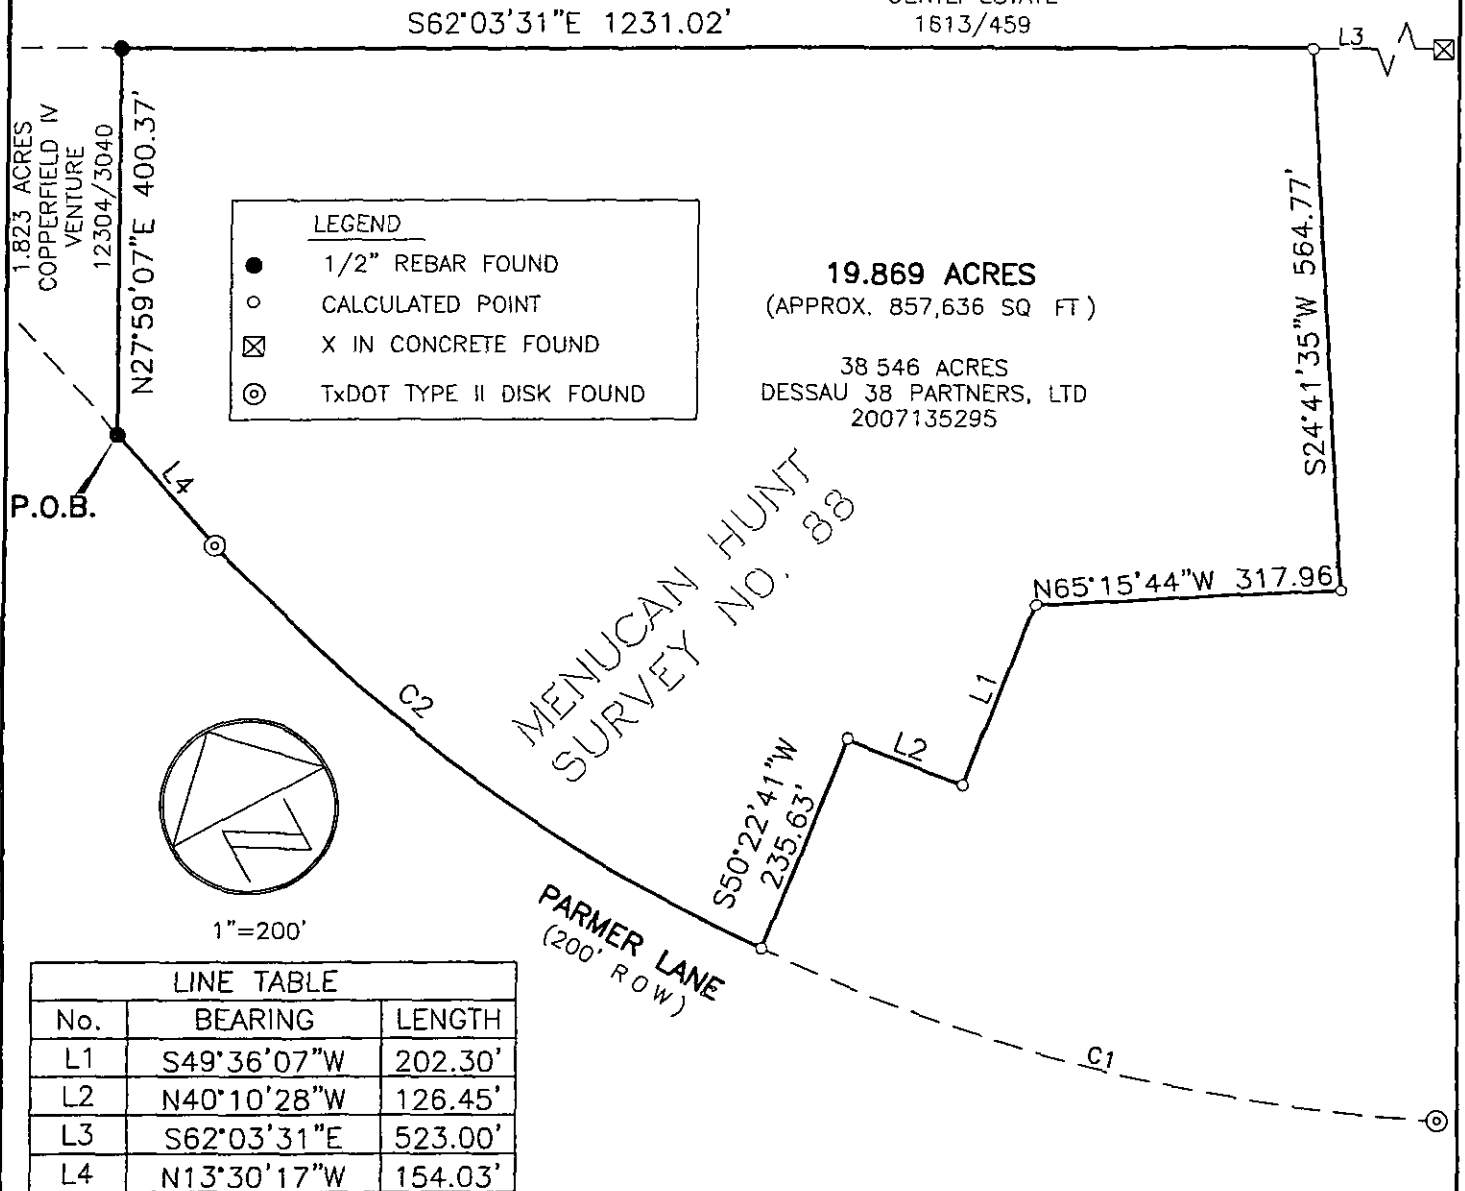 S62°03'31"E 1231.02'
1613/459
L3
1.823 ACRES
COPPERFIELD IV
VENTURE
12304/3040
N27°59'07"E 400.37'
LEGEND
1/2" REBAR FOUND
CALCULATED POINT
X IN CONCRETE FOUND
TxDOT TYPE II DISK FOUND
19.869 ACRES
(APPROX. 857,636 SQ FT)
38 546 ACRES
DESSAU 38 PARTNERS, LTD
2007135295
S24°41'35"W 564.77'
P.O.B.
L4
MENUCAN HUNT
SURVEY NO. 88
N65°15'44"W 317.96
L1
L2
C2
S50°22'41"W
235.63'
PARMER LANE
(200' R O W)
C1
1"=200'
LINE TABLE
No. BEARING LENGTH
L1 S49°36'07"W 202.30'
L2 N40°10'28"W 126.45'
L3 S62°03'31"E 523.00'
L4 N13°30'17"W 154.03'